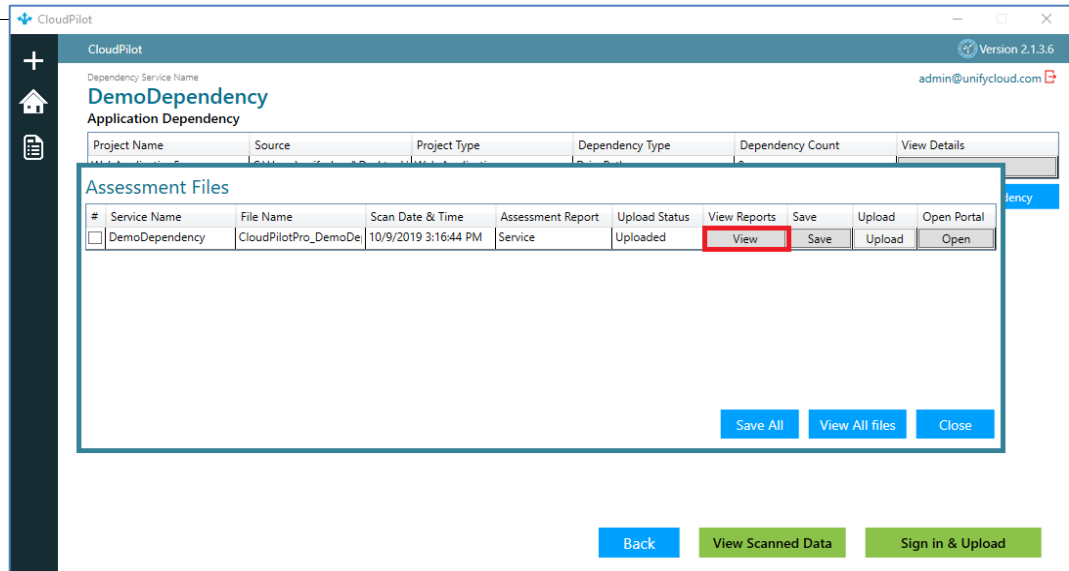 CloudPilot
CloudPilot
Version 2.1.3.6
Dependency Service Name
admin@unifycloud.com
DemoDependency
Application Dependency
Project Name Source Project Type Dependency Type Dependency Count View Details
Assessment Files
# Service Name File Name Scan Date & Time Assessment Report Upload Status View Reports Save Upload Open Portal
DemoDependency CloudPilotPro_DemoDe 10/9/2019 3:16:44 PM Service Uploaded View Save Upload Open
Save All View All files Close
Back View Scanned Data Sign in & Upload